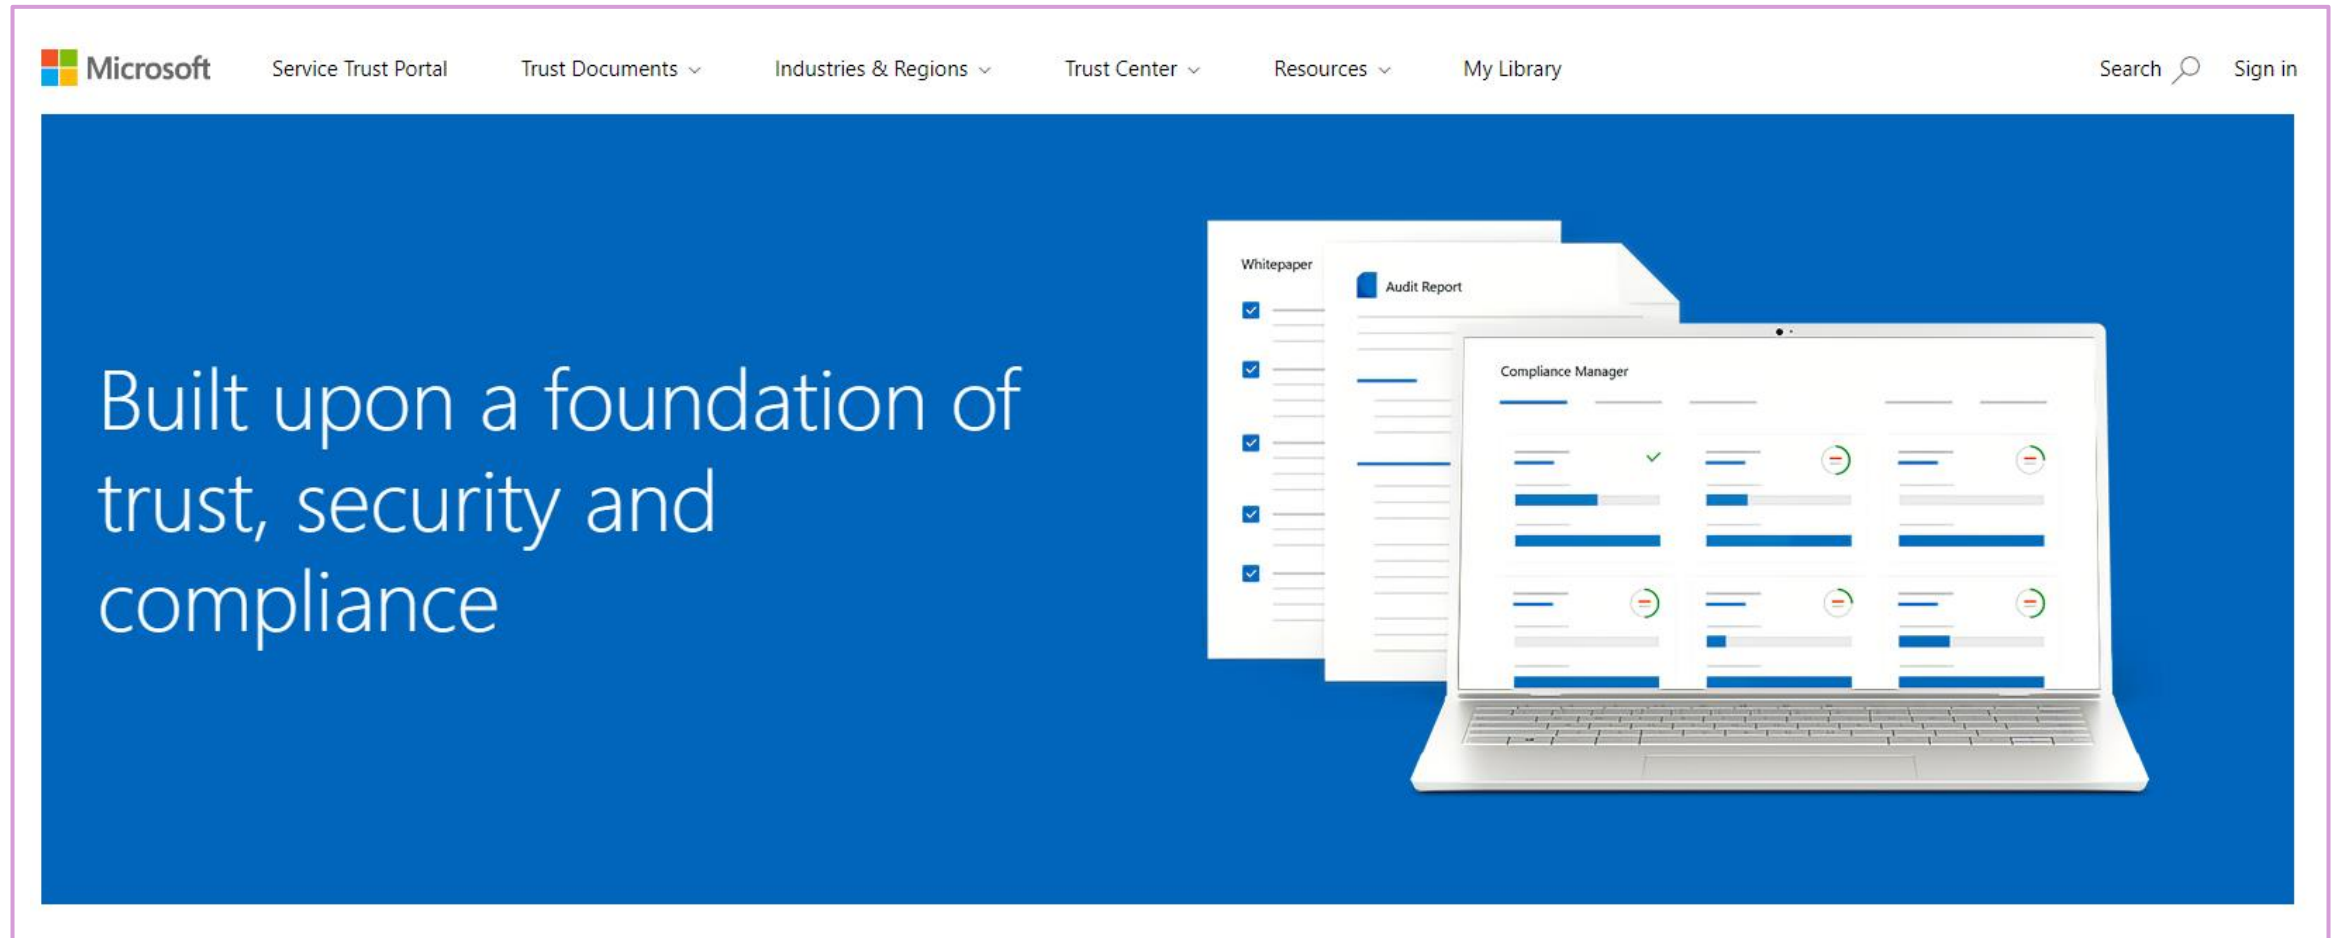 Microsoft Service Trust Portal Trust Documents Industries & Regions Trust Center Resources My Library Search Sign in
Built upon a foundation of
trust, security and
compliance
Whitepaper
Audit Report
Compliance Manager